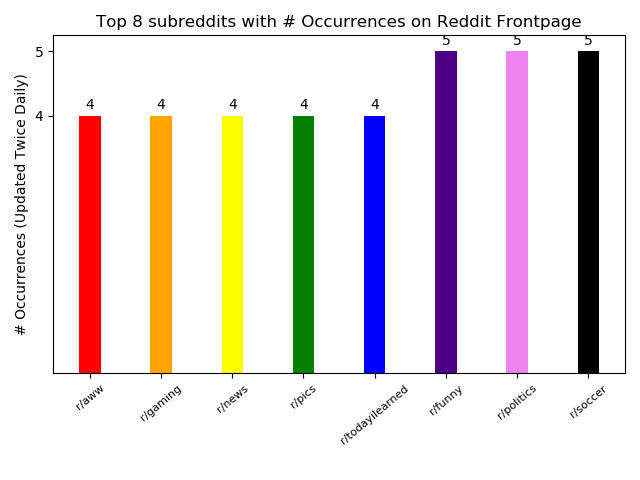 Top 8 subreddits with # Occurrences on Reddit Frontpage
# Occurrences (Updated Twice Daily)
5
4
4
4
4
4
4
5
5
5
r/aww
r/gaming
r/news
r/pics
r/todayilearned
r/funny
r/politics
r/soccer